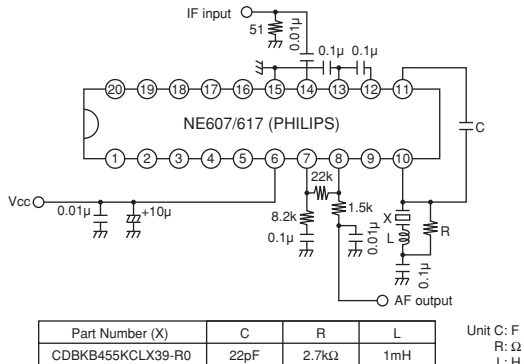 IF input
51
0.01μ
0.1μ 0.1μ
20 19 18 17 16 15 14 13 12 11
NE607/617 (PHILIPS)
C
1 2 3 4 5 6 7 8 9 10
22k
Vcc
0.01μ
+10μ
8.2k
1.5k
X
L
R
0.1μ
0.01μ
0.1μ
AF output
Part Number (X) C R L
CDBKB455KCLX39-R0 22pF 2.7kΩ 1mH
Unit C: F
R: Ω
L: H